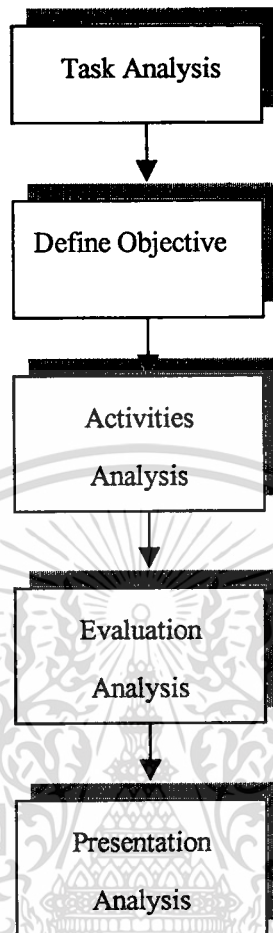 Task Analysis
Define Objective
Activities
Analysis
Evaluation
Analysis
Presentation
Analysis